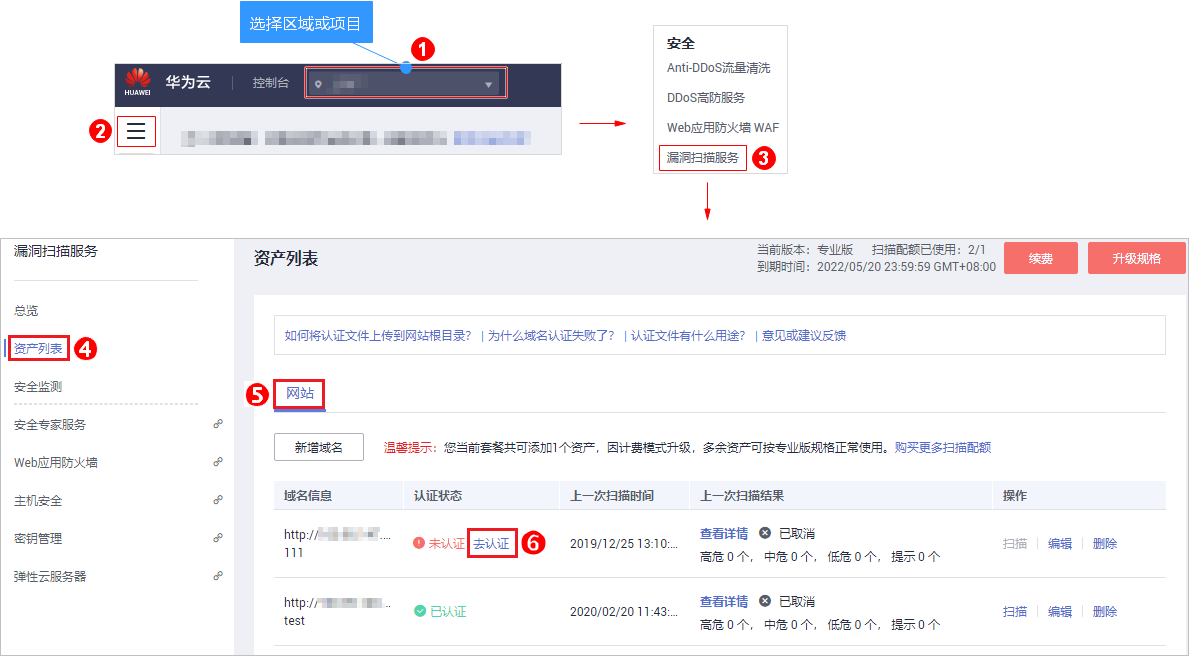 选择区域或项目
1
HUAWEI 华为云 控制台
2
安全
Anti-DDoS流量清洗
DDoS高防服务
Web应用防火墙 WAF
漏洞扫描服务 3
漏洞扫描服务
总览
资产列表 4
安全监测
安全专家服务
Web应用防火墙
主机安全
密钥管理
弹性云服务器
资产列表
当前版本：专业版 扫描配额已使用：2/1
到期时间：2022/05/20 23:59:59 GMT+08:00
续费 升级规格
如何将认证文件上传到网站根目录？ | 为什么域名认证失败了？ | 认证文件有什么用途？ | 意见或建议反馈
5 网站
新增域名 温馨提示：您当前套餐共可添加1个资产，因计费模式升级，多余资产可按专业版规格正常使用。购买更多扫描配额
域名信息 认证状态 上一次扫描时间 上一次扫描结果 操作
http://...
111
未认证 去认证 6
2019/12/25 13:10:...
查看详情 已取消
高危 0 个， 中危 0 个， 低危 0 个， 提示 0 个
扫描 编辑 删除
http://...
test
已认证
2020/02/20 11:43:...
查看详情 已取消
高危 0 个， 中危 0 个， 低危 0 个， 提示 0 个
扫描 编辑 删除